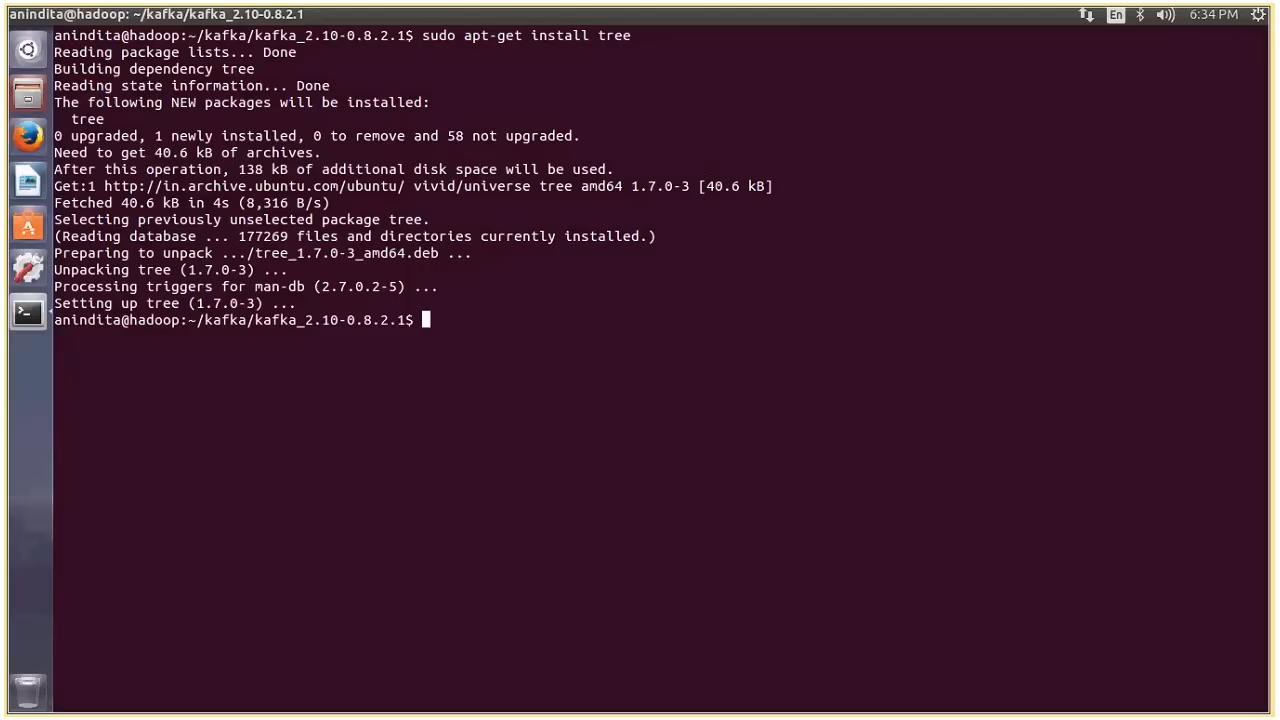 anindita@hadoop: ~/kafka/kafka_2.10-0.8.2.1
En
6:34 PM
anindita@hadoop:~/kafka/kafka_2.10-0.8.2.1$ sudo apt-get install tree
Reading package lists... Done
Building dependency tree
Reading state information... Done
The following NEW packages will be installed:
  tree
0 upgraded, 1 newly installed, 0 to remove and 58 not upgraded.
Need to get 40.6 kB of archives.
After this operation, 138 kB of additional disk space will be used.
Get:1 http://in.archive.ubuntu.com/ubuntu/ vivid/universe tree amd64 1.7.0-3 [40.6 kB]
Fetched 40.6 kB in 4s (8,316 B/s)
Selecting previously unselected package tree.
(Reading database ... 177269 files and directories currently installed.)
Preparing to unpack .../tree_1.7.0-3_amd64.deb ...
Unpacking tree (1.7.0-3) ...
Processing triggers for man-db (2.7.0.2-5) ...
Setting up tree (1.7.0-3) ...
anindita@hadoop:~/kafka/kafka_2.10-0.8.2.1$